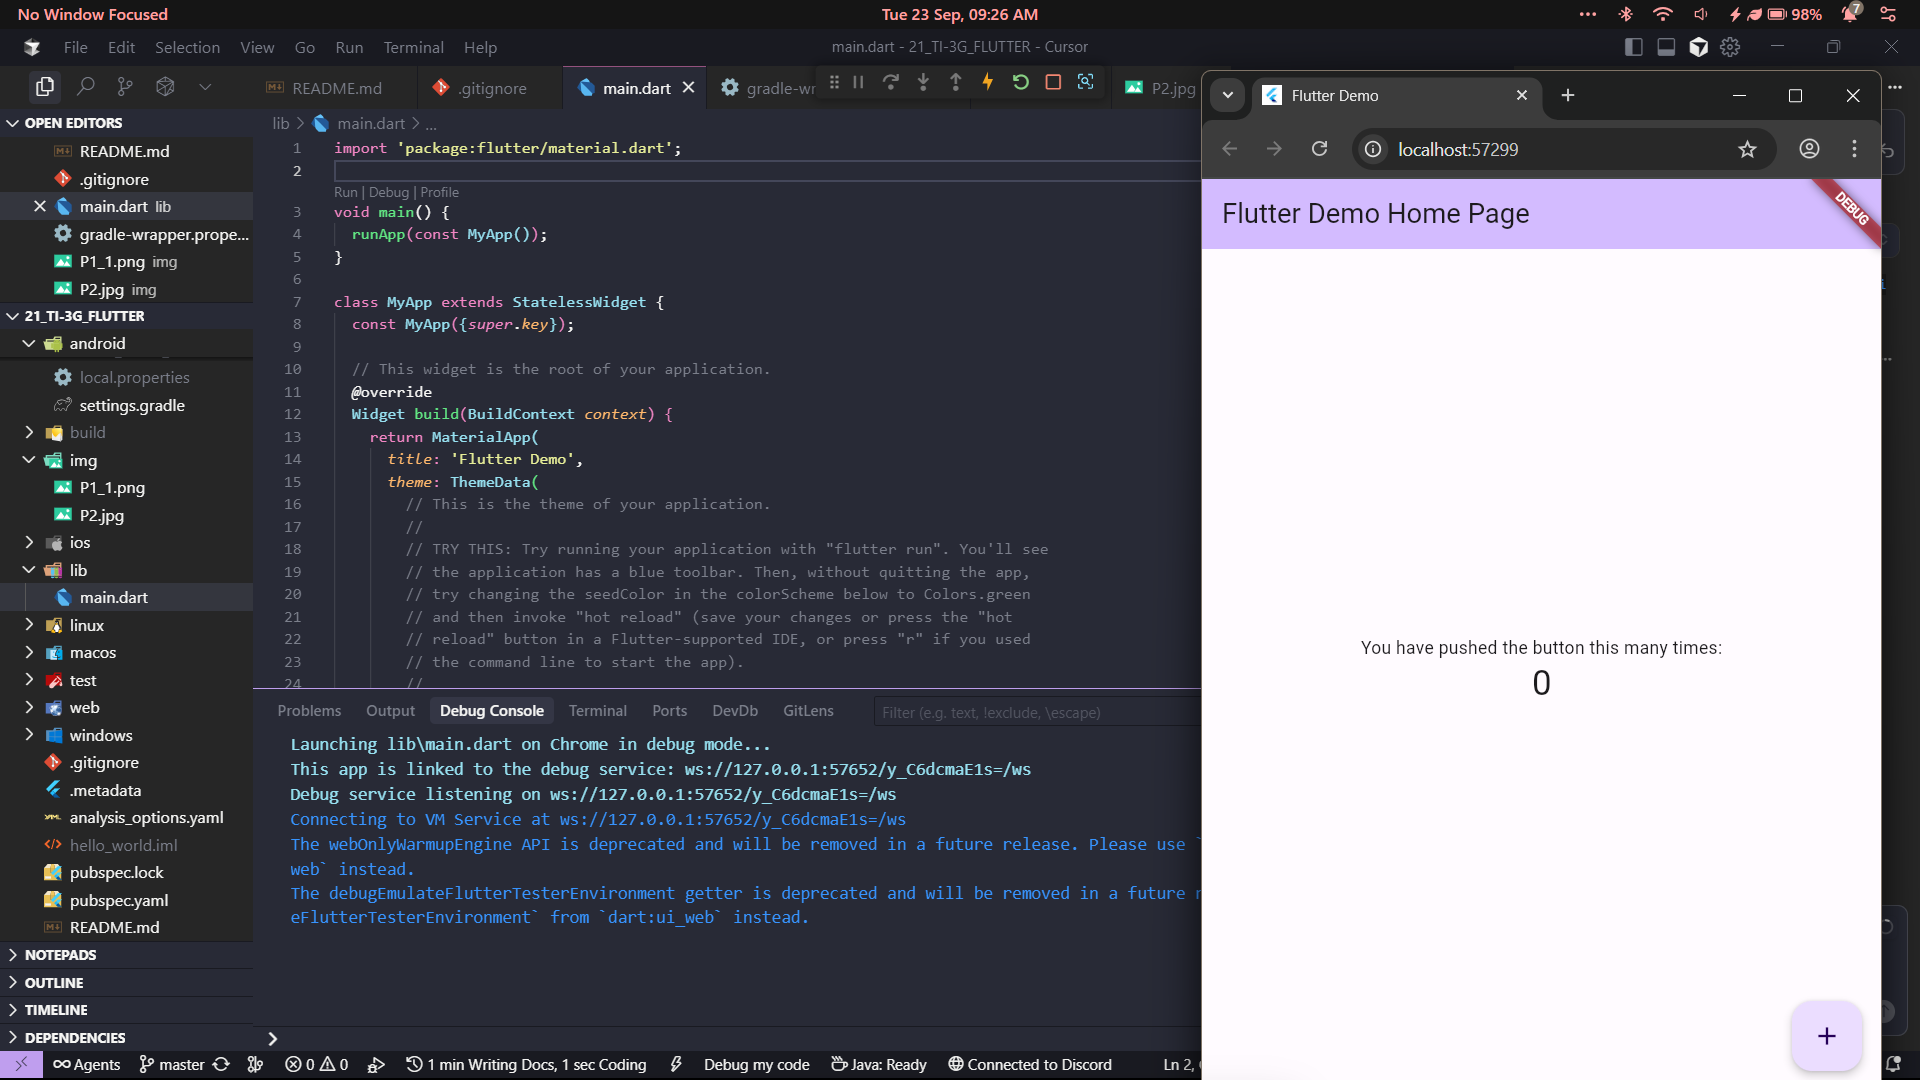 No Window Focused
Tue 23 Sep, 09:26 AM
98%
7
File Edit Selection View Go Run Terminal Help
main.dart - 21_TI-3G_FLUTTER - Cursor
README.md
.gitignore
main.dart
gradle-wr
P2.jpg
OPEN EDITORS
README.md
.gitignore
main.dart lib
gradle-wrapper.prope...
P1_1.png img
P2.jpg img
21_TI-3G_FLUTTER
android
local.properties
settings.gradle
build
img
P1_1.png
P2.jpg
ios
lib
main.dart
linux
macos
test
web
windows
.gitignore
.metadata
analysis_options.yaml
hello_world.iml
pubspec.lock
pubspec.yaml
README.md
NOTEPADS
OUTLINE
TIMELINE
DEPENDENCIES
lib > main.dart > ...
1 import 'package:flutter/material.dart';
2
Run | Debug | Profile
3 void main() {
4 runApp(const MyApp());
5 }
6
7 class MyApp extends StatelessWidget {
8 const MyApp({super.key});
9
10 // This widget is the root of your application.
11 @override
12 Widget build(BuildContext context) {
13 return MaterialApp(
14 title: 'Flutter Demo',
15 theme: ThemeData(
16 // This is the theme of your application.
17 //
18 // TRY THIS: Try running your application with "flutter run". You'll see
19 // the application has a blue toolbar. Then, without quitting the app,
20 // try changing the seedColor in the colorScheme below to Colors.green
21 // and then invoke "hot reload" (save your changes or press the "hot
22 // reload" button in a Flutter-supported IDE, or press "r" if you used
23 // the command line to start the app).
24 //
Problems Output Debug Console Terminal Ports DevDb GitLens
Filter (e.g. text, !exclude, \escape)
Launching lib\main.dart on Chrome in debug mode...
This app is linked to the debug service: ws://127.0.0.1:57652/y_C6dcmaE1s=/ws
Debug service listening on ws://127.0.0.1:57652/y_C6dcmaE1s=/ws
Connecting to VM Service at ws://127.0.0.1:57652/y_C6dcmaE1s=/ws
The webOnlyWarmupEngine API is deprecated and will be removed in a future release. Please use `
web` instead.
The debugEmulateFlutterTesterEnvironment getter is deprecated and will be removed in a future r
eFlutterTesterEnvironment` from `dart:ui_web` instead.
Agents master 0 0 1 min Writing Docs, 1 sec Coding Debug my code Java: Ready Connected to Discord Ln 2,
Flutter Demo
localhost:57299
Flutter Demo Home Page
DEBUG
You have pushed the button this many times:
0
+